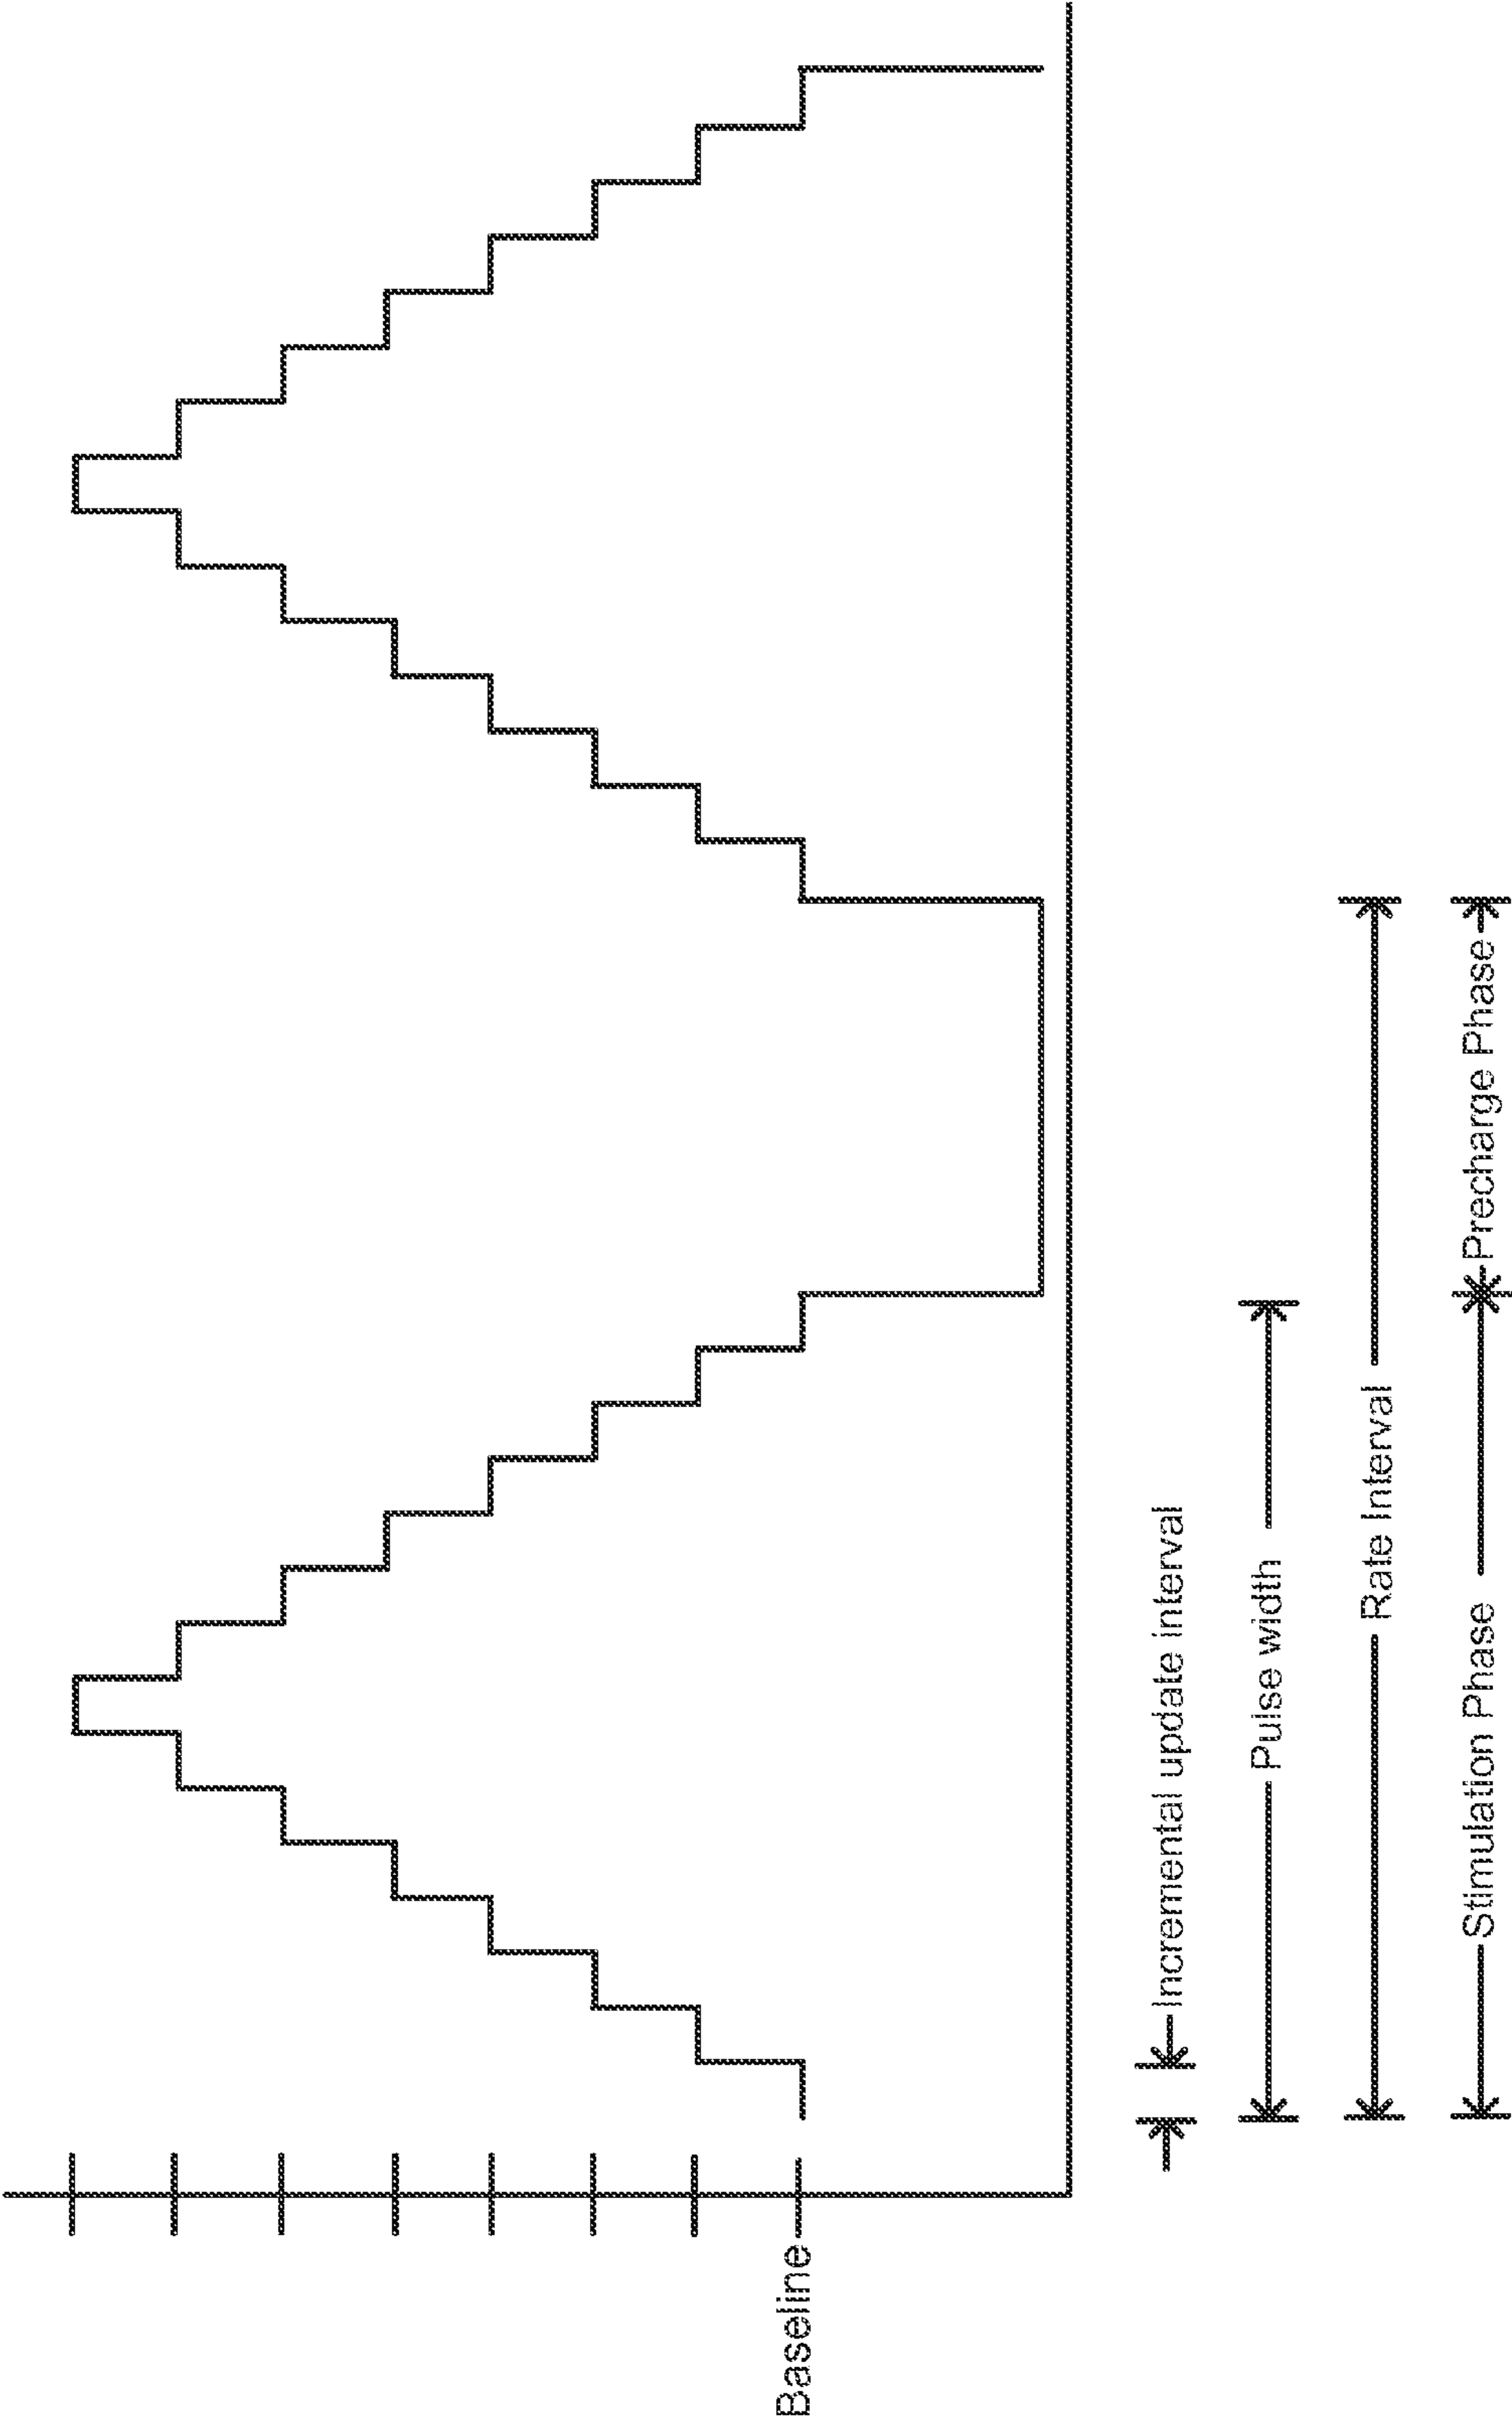 Baseline
Incremental update interval
Pulse width
Rate Interval
Stimulation Phase
Precharge Phase